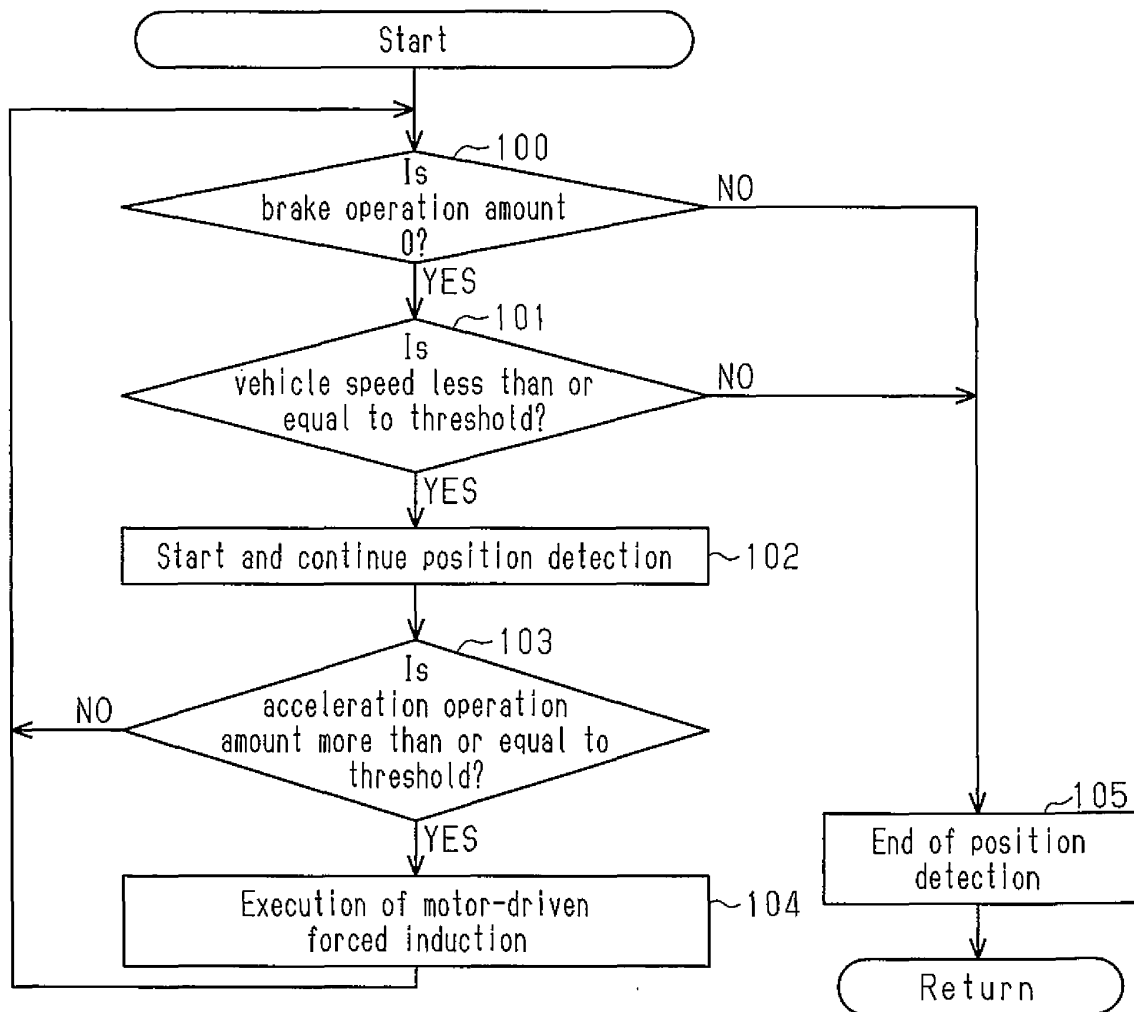 Start
100
Is
brake operation amount
0?
NO
YES
101
Is
vehicle speed less than or
equal to threshold?
NO
YES
Start and continue position detection
102
103
Is
acceleration operation
amount more than or equal to
threshold?
NO
YES
105
End of position
detection
Execution of motor-driven
forced induction
104
Return